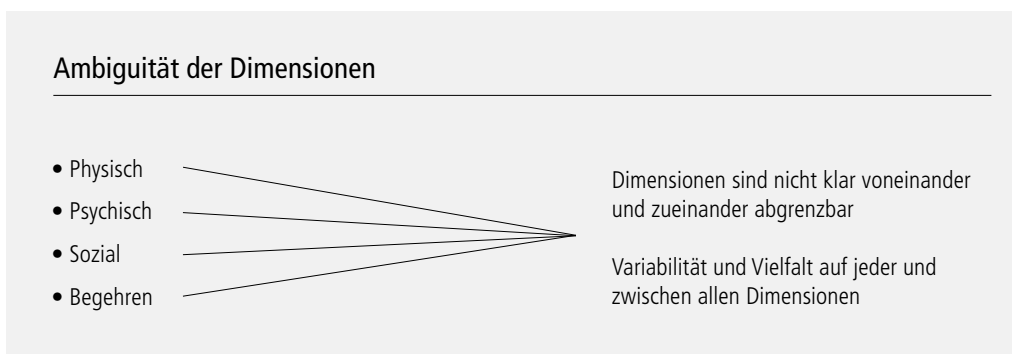 Ambiguität der Dimensionen
• Physisch
• Psychisch
• Sozial
• Begehren
Dimensionen sind nicht klar voneinander
und zueinander abgrenzbar
Variabilität und Vielfalt auf jeder und
zwischen allen Dimensionen